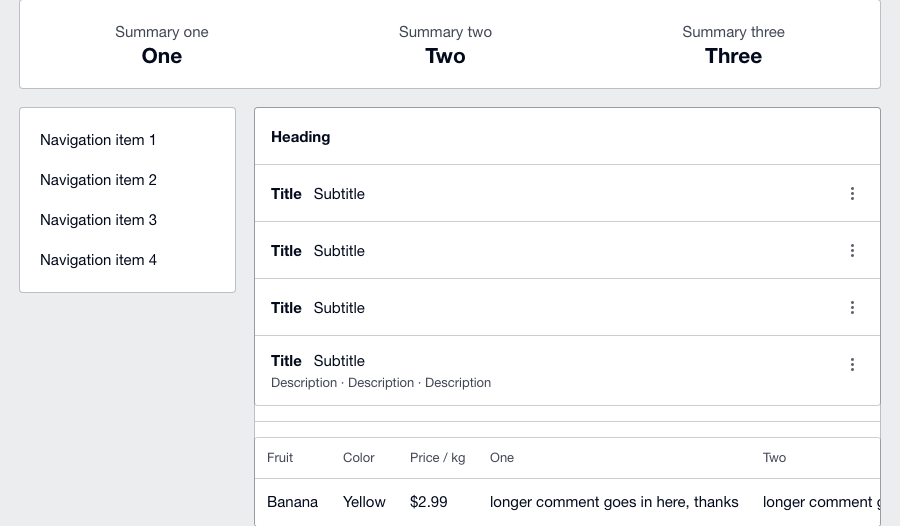 Summary one Summary two Summary three
One Two Three
Navigation item 1
Navigation item 2
Navigation item 3
Navigation item 4
Heading
Title Subtitle
Title Subtitle
Title Subtitle
Title Subtitle
Description · Description · Description
Fruit Color Price / kg One Two
Banana Yellow $2.99 longer comment goes in here, thanks longer comment